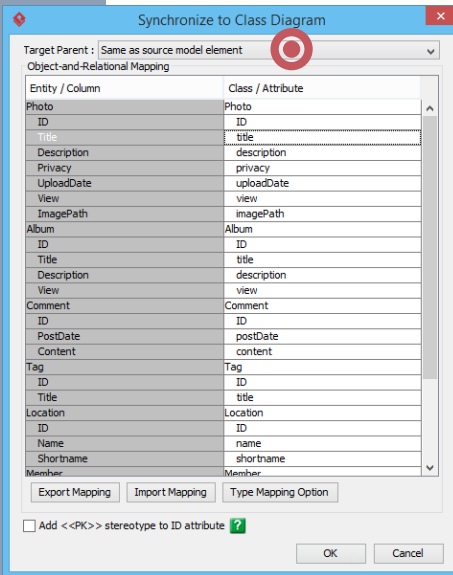 Synchronize to Class Diagram
Target Parent : Same as source model element
Object-and-Relational Mapping
Entity / Column Class / Attribute
Photo Photo
ID ID
Title title
Description description
Privacy privacy
UploadDate uploadDate
View view
ImagePath imagePath
Album Album
ID ID
Title title
Description description
View view
Comment Comment
ID ID
PostDate postDate
Content content
Tag Tag
ID ID
Title title
Location Location
ID ID
Name name
Shortname shortname
Member Member
Export Mapping Import Mapping Type Mapping Option
Add <<PK>> stereotype to ID attribute ?
OK Cancel